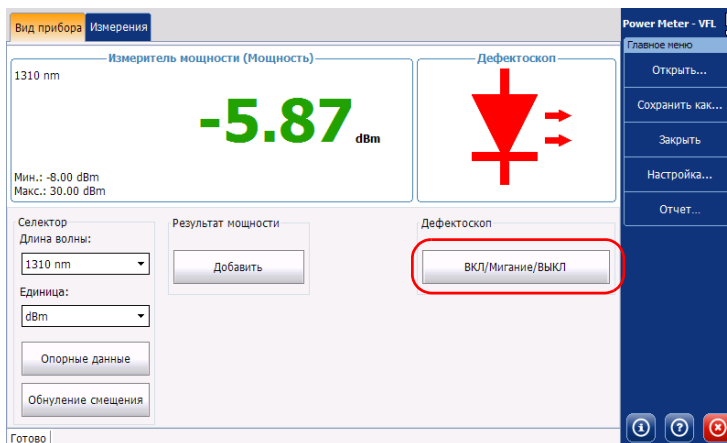 Вид прибора
Измерения
Измеритель мощности (Мощность)
1310 nm
-5.87 dBm
Мин.: -8.00 dBm
Макс.: 30.00 dBm
Дефектоскоп
Селектор
Длина волны:
1310 nm
Единица:
dBm
Опорные данные
Обнуление смещения
Результат мощности
Добавить
Дефектоскоп
ВКЛ/Мигание/ВЫКЛ
Готово
Power Meter - VFL
Главное меню
Открыть...
Сохранить как...
Закрыть
Настройка...
Отчет...